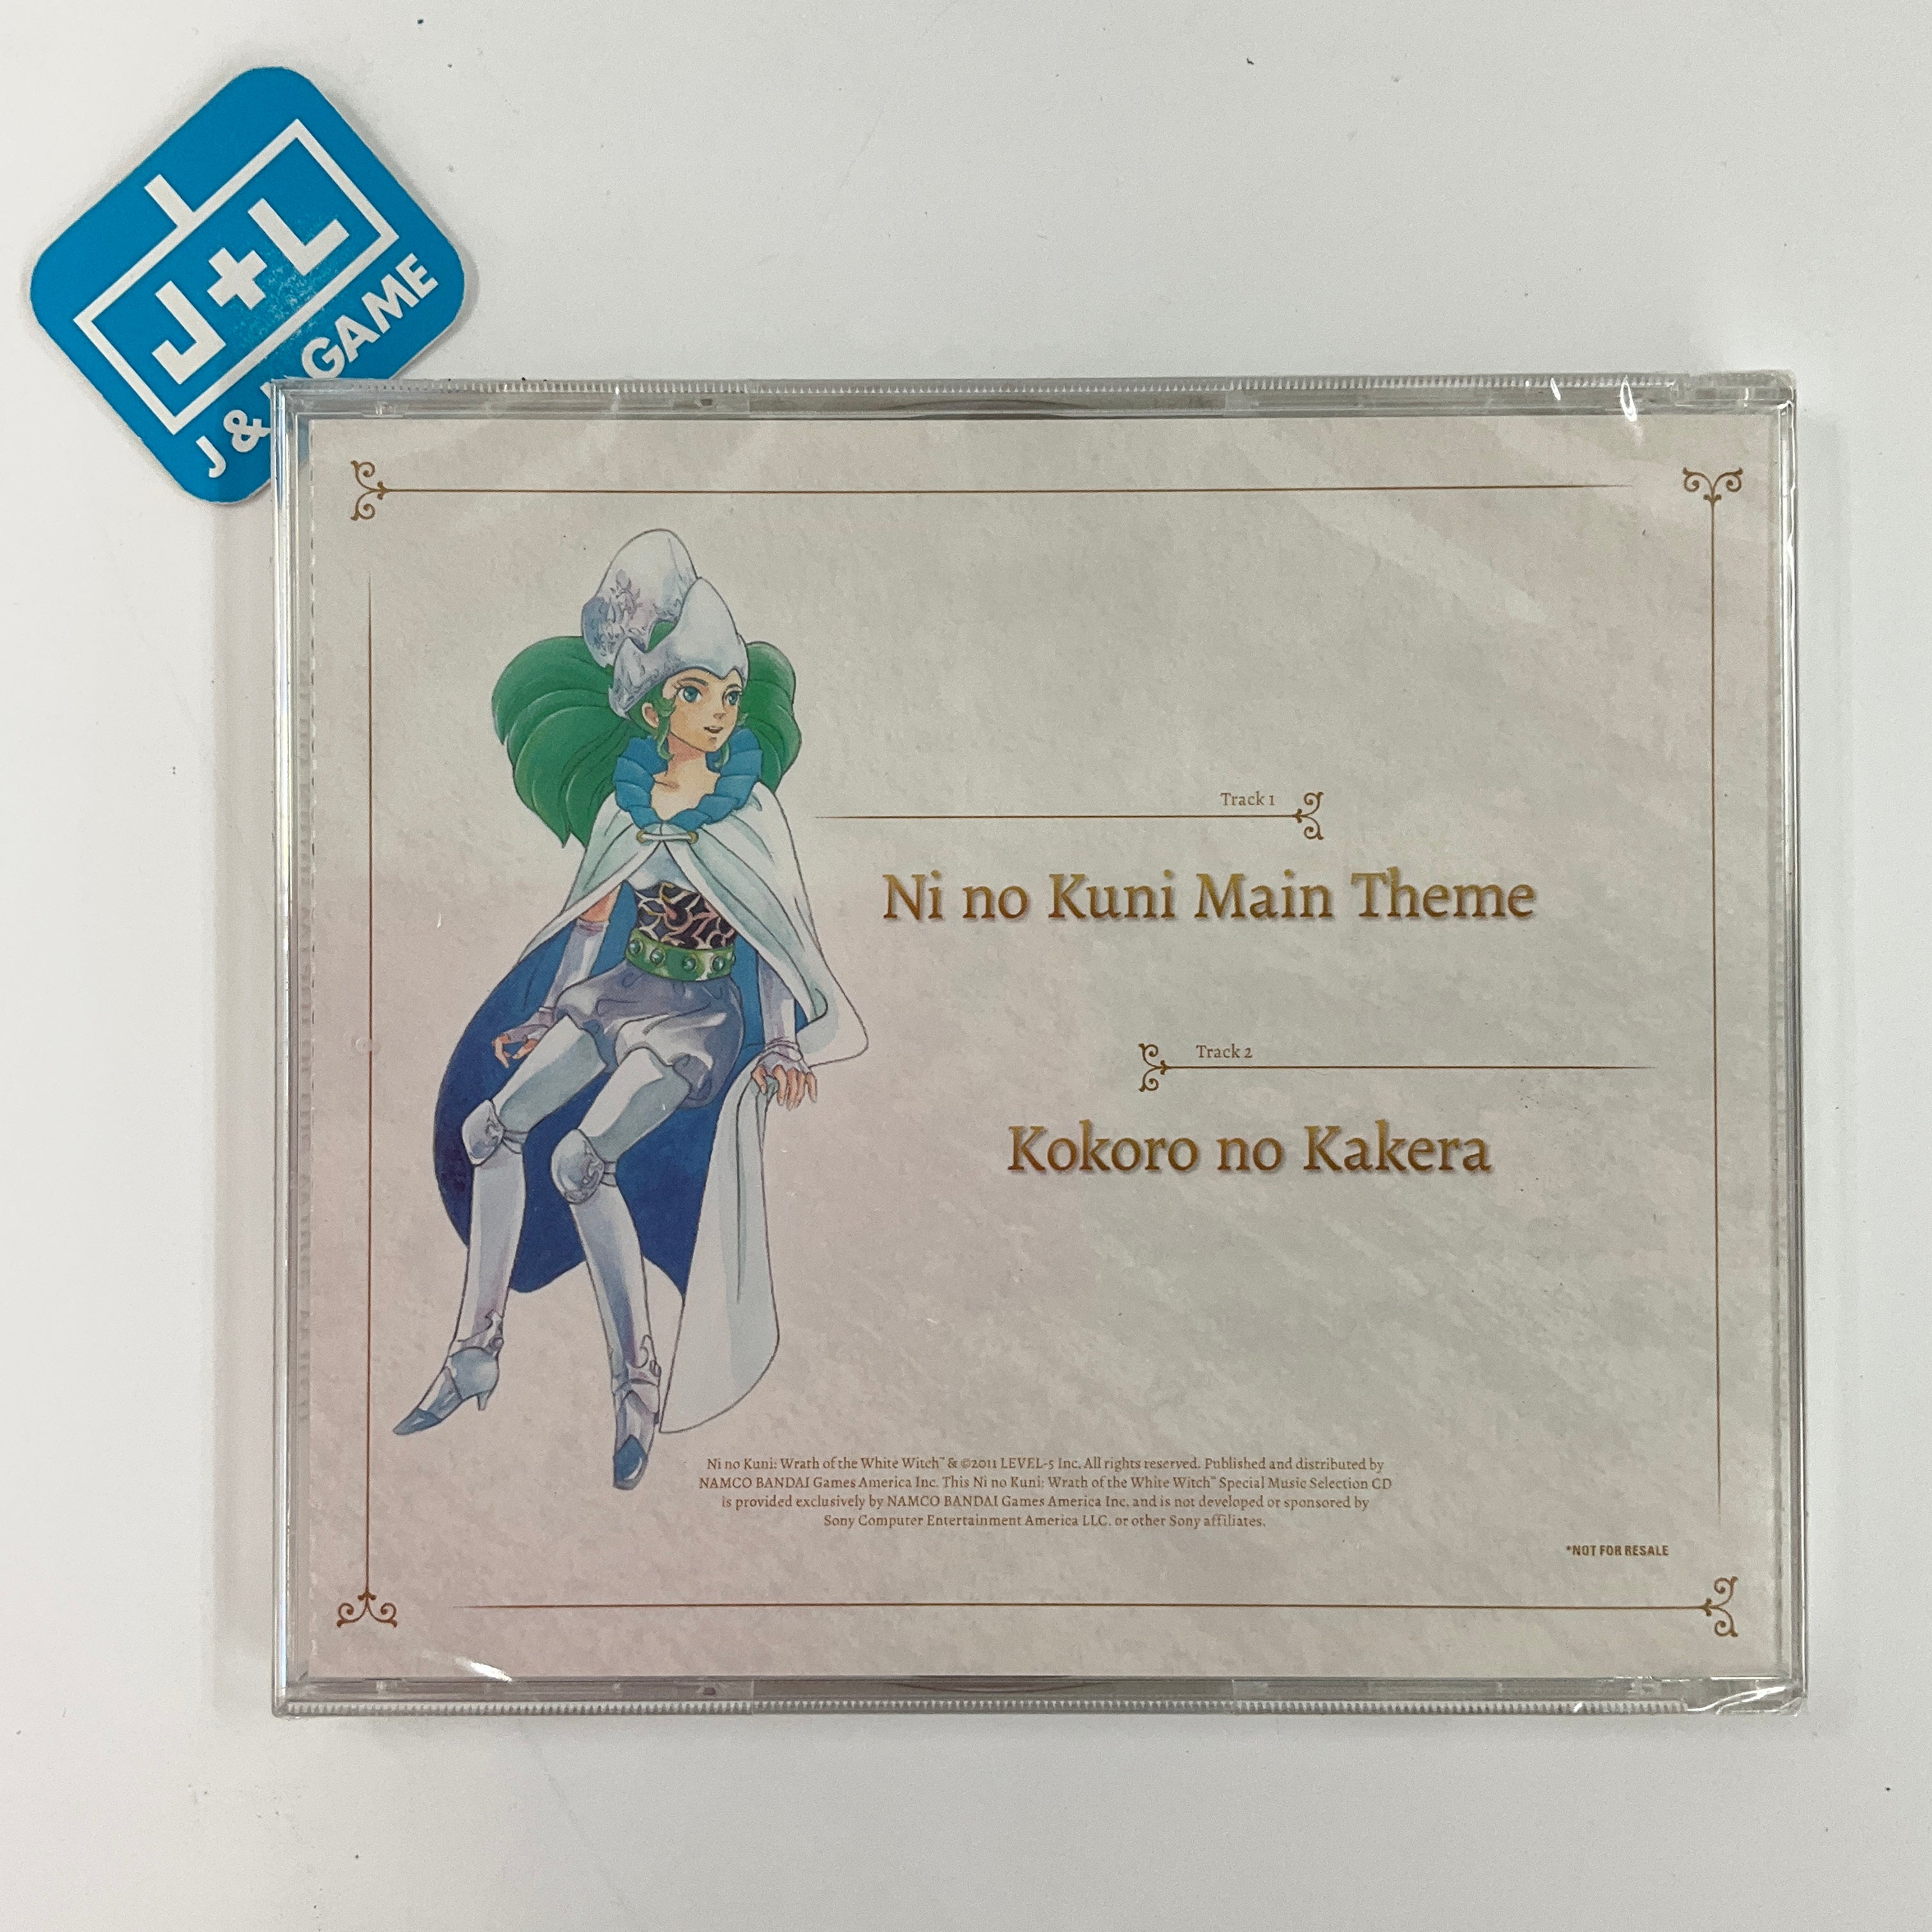 J+L
J & GAME
Track 1
Ni no Kuni Main Theme
Track 2
Kokoro no Kakera
Ni no Kuni: Wrath of the White Witch™ & ©2011 LEVEL-5 Inc. All rights reserved. Published and distributed by
NAMCO BANDAI Games America Inc. This Ni no Kuni: Wrath of the White Witch™ Special Music Selection CD
is provided exclusively by NAMCO BANDAI Games America Inc. and is not developed or sponsored by
Sony Computer Entertainment America LLC. or other Sony affiliates.
*NOT FOR RESALE